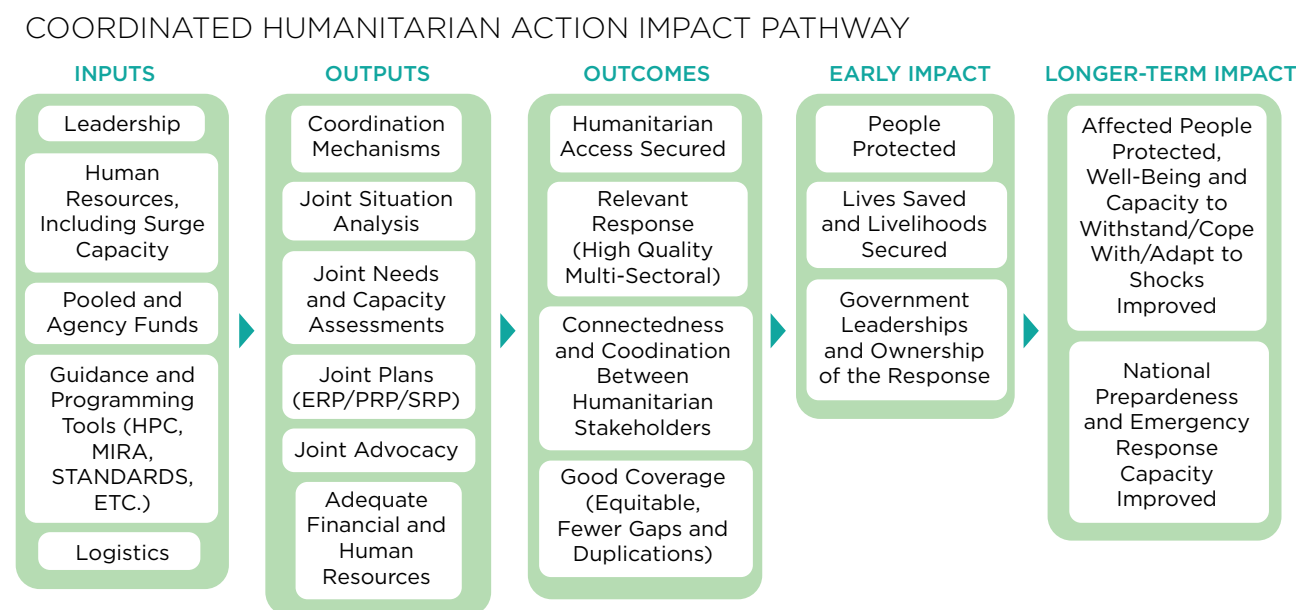 COORDINATED HUMANITARIAN ACTION IMPACT PATHWAY
INPUTS
Leadership
Human
Resources,
Including Surge
Capacity
Pooled and
Agency Funds
Guidance and
Programming
Tools (HPC,
MIRA,
STANDARDS,
ETC.)
Logistics
OUTPUTS
Coordination
Mechanisms
Joint Situation
Analysis
Joint Needs
and Capacity
Assessments
Joint Plans
(ERP/PRP/SRP)
Joint Advocacy
Adequate
Financial and
Human
Resources
OUTCOMES
Humanitarian
Access Secured
Relevant
Response
(High Quality
Multi-Sectoral)
Connectedness
and Coodination
Between
Humanitarian
Stakeholders
Good Coverage
(Equitable,
Fewer Gaps and
Duplications)
EARLY IMPACT
People
Protected
Lives Saved
and Livelihoods
Secured
Government
Leaderships
and Ownership
of the Response
LONGER-TERM IMPACT
Affected People
Protected,
Well-Being and
Capacity to
Withstand/Cope
With/Adapt to
Shocks
Improved
National
Prepardeness
and Emergency
Response
Capacity
Improved